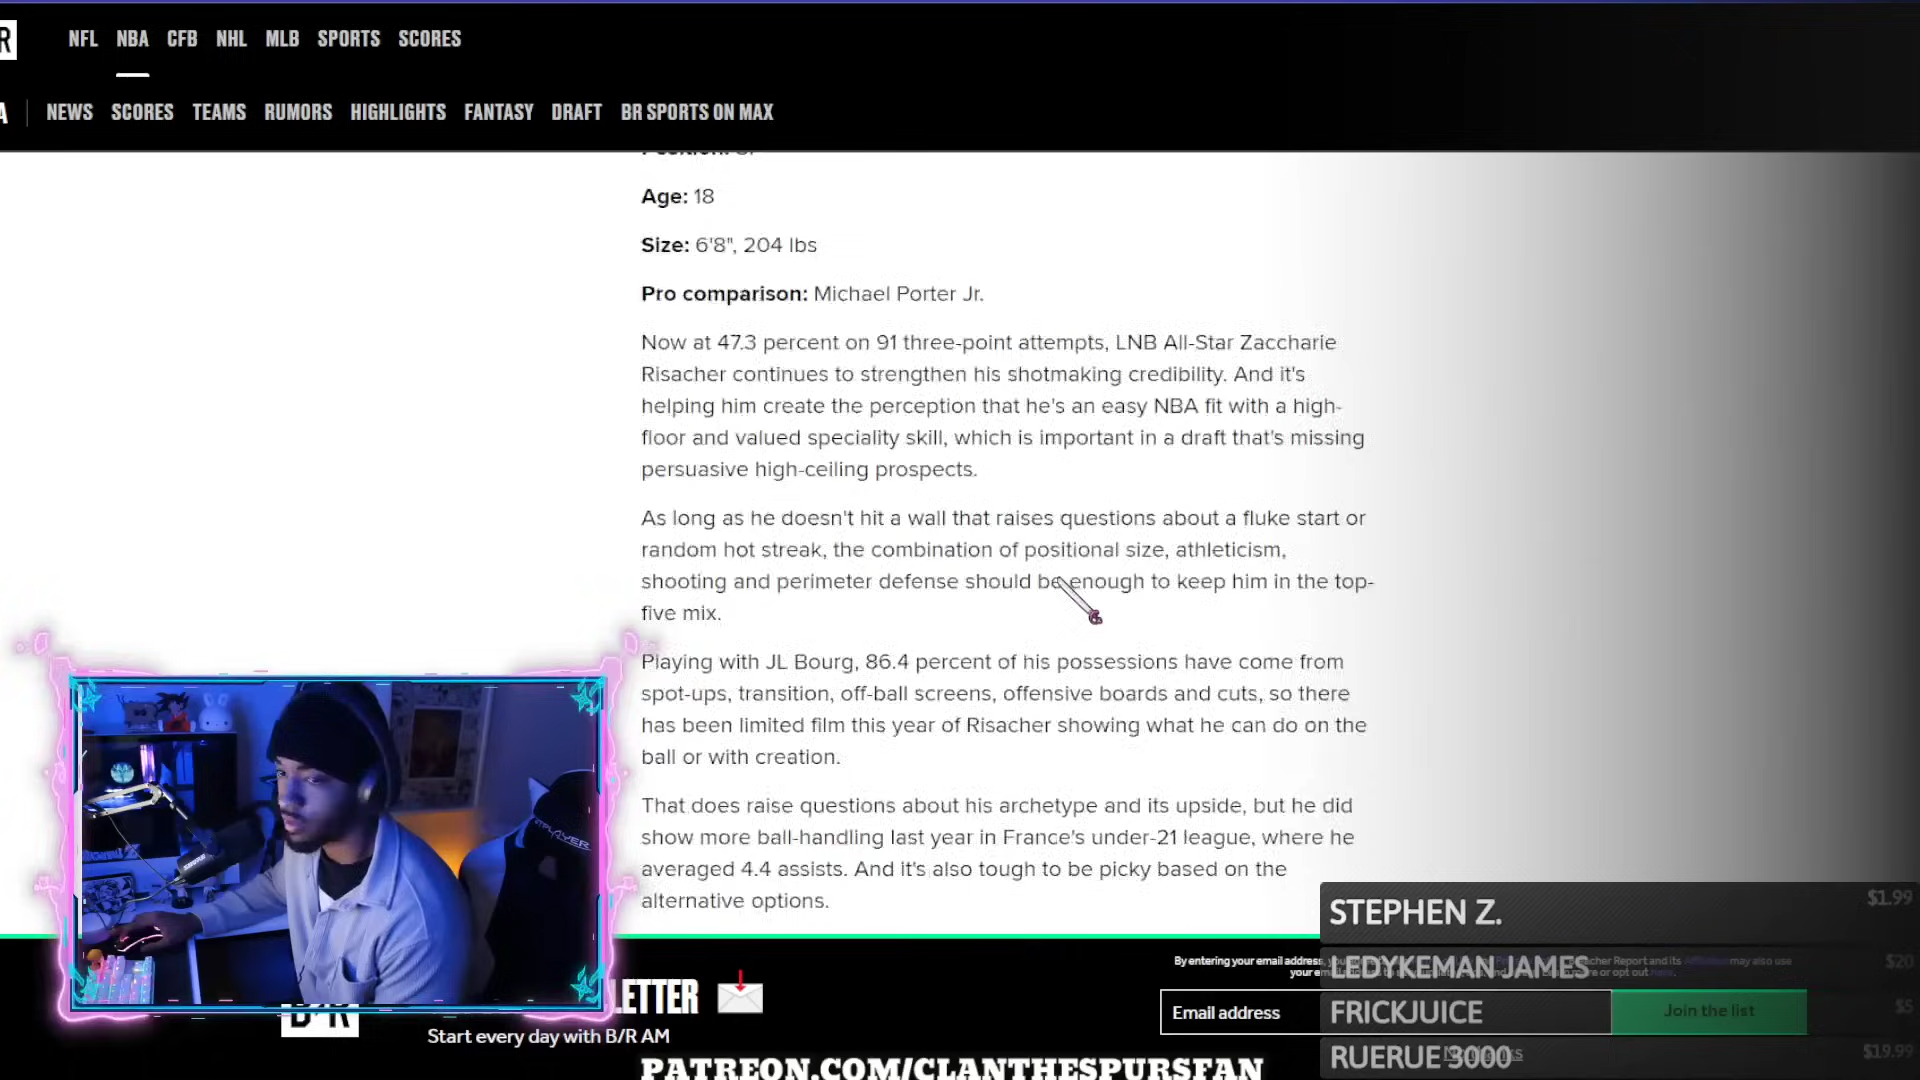 R
NFL NBA CFB NHL MLB SPORTS SCORES
A NEWS SCORES TEAMS RUMORS HIGHLIGHTS FANTASY DRAFT BR SPORTS ON MAX
Age: 18
Size: 6'8", 204 lbs
Pro comparison: Michael Porter Jr.
Now at 47.3 percent on 91 three-point attempts, LNB All-Star Zaccharie
Risacher continues to strengthen his shotmaking credibility. And it's
helping him create the perception that he's an easy NBA fit with a high-
floor and valued speciality skill, which is important in a draft that's missing
persuasive high-ceiling prospects.
As long as he doesn't hit a wall that raises questions about a fluke start or
random hot streak, the combination of positional size, athleticism,
shooting and perimeter defense should be enough to keep him in the top-
five mix.
Playing with JL Bourg, 86.4 percent of his possessions have come from
spot-ups, transition, off-ball screens, offensive boards and cuts, so there
has been limited film this year of Risacher showing what he can do on the
ball or with creation.
That does raise questions about his archetype and its upside, but he did
show more ball-handling last year in France's under-21 league, where he
averaged 4.4 assists. And it's also tough to be picky based on the
alternative options.
LETTER
B/R
Start every day with B/R AM
By entering your email address,
Email address
Join the list
STEPHEN Z. $1.99
LEDYKEMAN JAMES $20
FRICKJUICE $5
RUERUE 3000 $19.99
PATREON.COM/CLANTHESPURSFAN